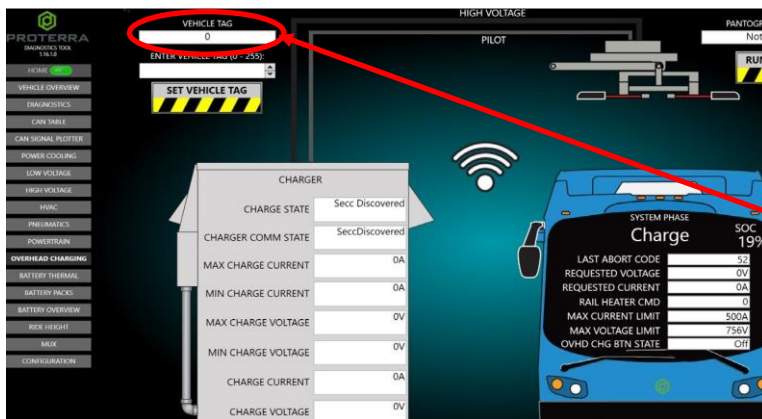 PROTERRA
DIAGNOSTICS TOOL
1.16.1.0
HOME
VEHICLE OVERVIEW
DIAGNOSTICS
CAN TABLE
CAN SIGNAL PLOTTER
POWER COOLING
LOW VOLTAGE
HIGH VOLTAGE
HVAC
PNEUMATICS
POWERTRAIN
OVERHEAD CHARGING
BATTERY THERMAL
BATTERY PACKS
BATTERY OVERVIEW
RIDE HEIGHT
MUX
CONFIGURATION
VEHICLE TAG
0
ENTER VEHICLE TAG (0 - 255):
SET VEHICLE TAG
HIGH VOLTAGE
PILOT
PANTOG
Not
RUN
CHARGER
CHARGE STATE Secc Discovered
CHARGER COMM STATE SeccDiscovered
MAX CHARGE CURRENT 0A
MIN CHARGE CURRENT 0A
MAX CHARGE VOLTAGE 0V
MIN CHARGE VOLTAGE 0V
CHARGE CURRENT 0A
CHARGE VOLTAGE 0V
SYSTEM PHASE
Charge
SOC
19%
LAST ABORT CODE 52
REQUESTED VOLTAGE 0V
REQUESTED CURRENT 0A
RAIL HEATER CMD 0
MAX CURRENT LIMIT 500A
MAX VOLTAGE LIMIT 756V
OVHD CHG BTN STATE Off